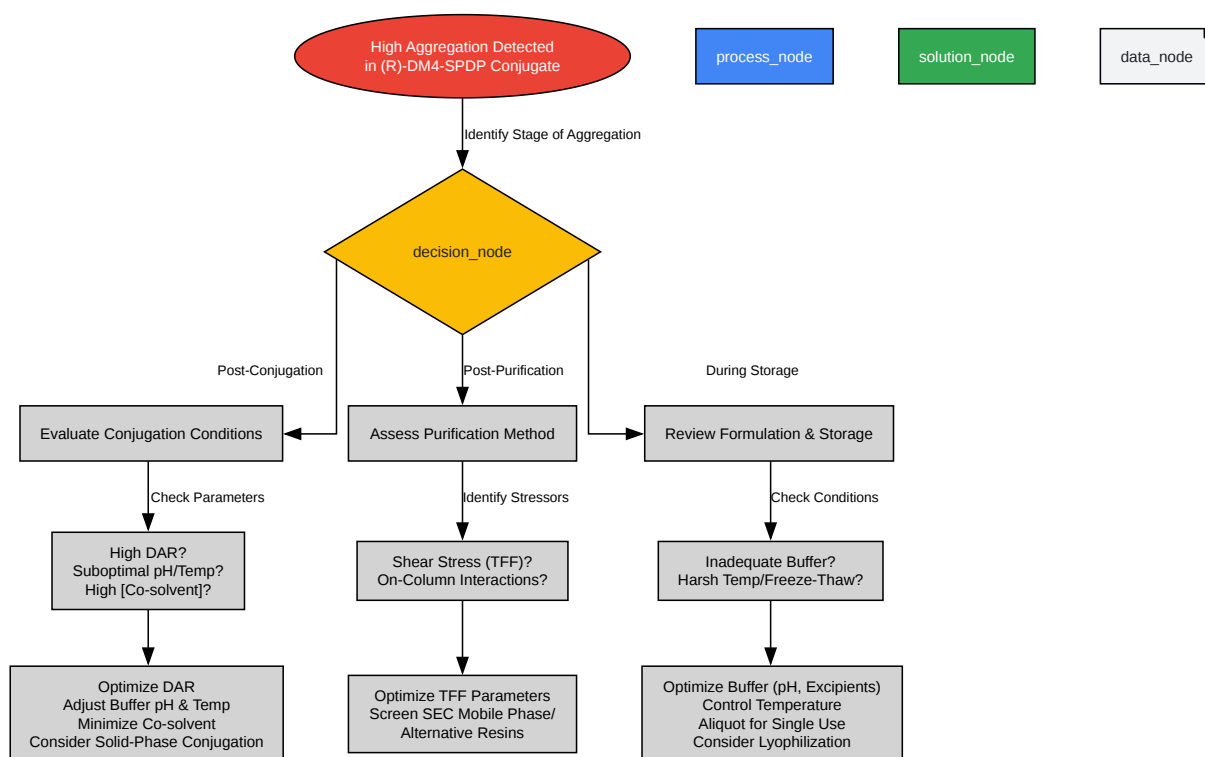 High Aggregation Detected
in (R)-DM4-SPDP Conjugate
process_node
solution_node
data_node
Identify Stage of Aggregation
decision_node
Post-Conjugation
Post-Purification
During Storage
Evaluate Conjugation Conditions
Assess Purification Method
Review Formulation & Storage
Check Parameters
Identify Stressors
Check Conditions
High DAR?
Suboptimal pH/Temp?
High [Co-solvent]?
Shear Stress (TFF)?
On-Column Interactions?
Inadequate Buffer?
Harsh Temp/Freeze-Thaw?
Optimize DAR
Adjust Buffer pH & Temp
Minimize Co-solvent
Consider Solid-Phase Conjugation
Optimize TFF Parameters
Screen SEC Mobile Phase/
Alternative Resins
Optimize Buffer (pH, Excipients)
Control Temperature
Aliquot for Single Use
Consider Lyophilization